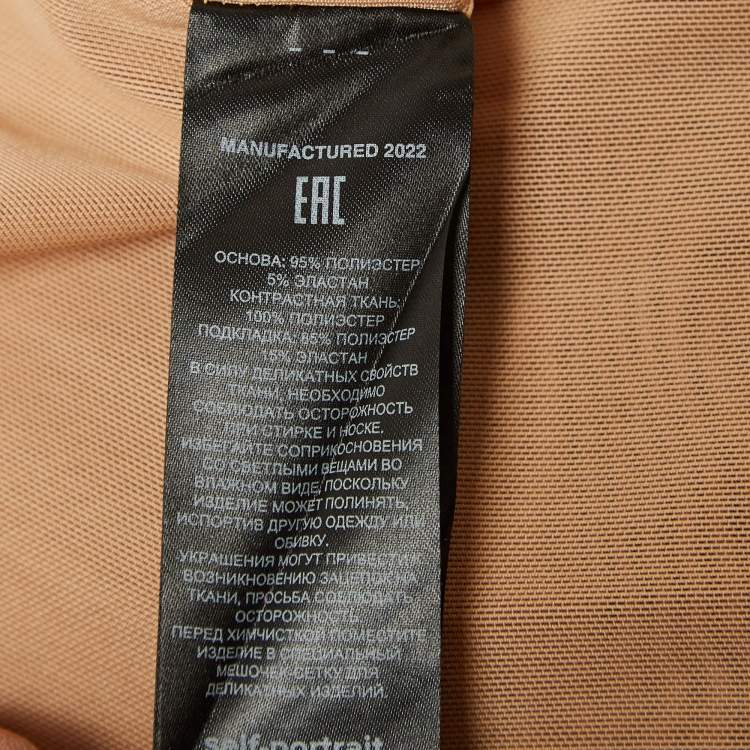 MANUFACTURED 2022
EAC
ОСНОВА: 95% ПОЛИЭСТЕР
5% ЭЛАСТАН
КОНТРАСТНАЯ ТКАНЬ:
100% ПОЛИЭСТЕР
ПОДКЛАДКА: 85% ПОЛИЭСТЕР
15% ЭЛАСТАН
В СИЛУ ДЕЛИКАТНЫХ СВОЙСТВ
ТКАНИ, НЕОБХОДИМО
СОБЛЮДАТЬ ОСТОРОЖНОСТЬ
ПРИ СТИРКЕ И НОСКЕ.
ИЗБЕГАЙТЕ СОПРИКОСНОВЕНИЯ
СО СВЕТЛЫМИ ВЕЩАМИ ВО
ВЛАЖНОМ ВИДЕ, ПОСКОЛЬКУ
ИЗДЕЛИЕ МОЖЕТ ПОЛИНЯТЬ,
ИСПОРТИВ ДРУГУЮ ОДЕЖДУ ИЛИ
ОБИВКУ.
УКРАШЕНИЯ МОГУТ ПРИВЕСТИ К
ВОЗНИКНОВЕНИЮ ЗАЦЕПОК НА
ТКАНИ, ПРОСЬБА СОБЛЮДАТЬ
ОСТОРОЖНОСТЬ
ПЕРЕД ХИМЧИСТКОЙ ПОМЕСТИТЕ
ИЗДЕЛИЕ В СПЕЦИАЛЬНЫЙ
МЕШОЧЕК-СЕТКУ ДЛЯ
ДЕЛИКАТНЫХ ИЗДЕЛИЙ.
self-portrait